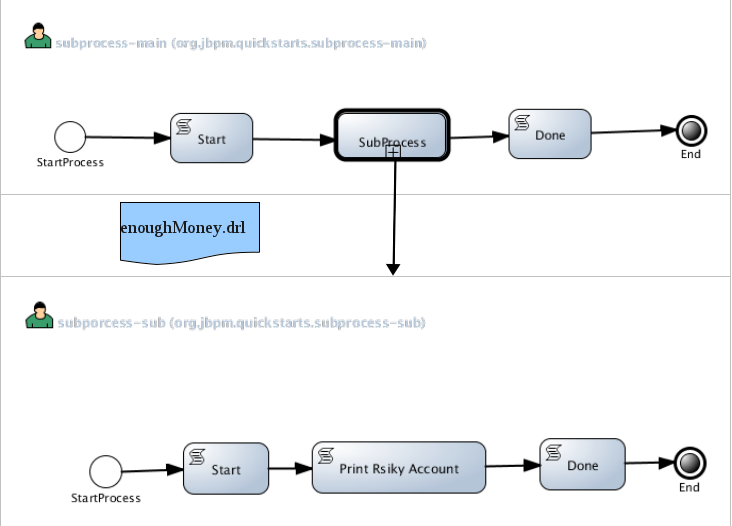 subprocess-main (org.jbpm.quickstarts.subprocess-main)
Start
SubProcess
Done
StartProcess
End
enoughMoney.drl
subporcess-sub (org.jbpm.quickstarts.subprocess-sub)
Start
Print Rsiky Account
Done
StartProcess
End